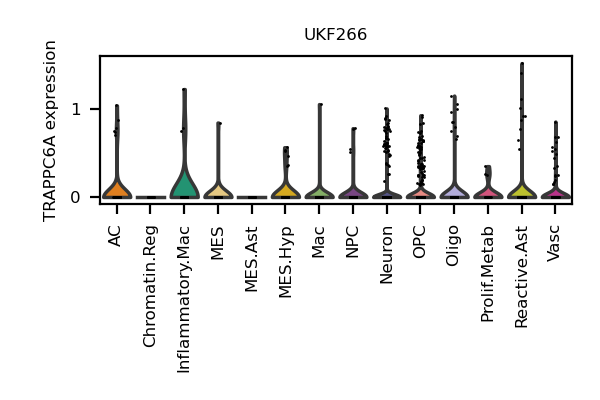 UKF266
TRAPPC6A expression
1
0
AC
Chromatin.Reg
Inflammatory.Mac
MES
MES.Ast
MES.Hyp
Mac
NPC
Neuron
OPC
Oligo
Prolif.Metab
Reactive.Ast
Vasc